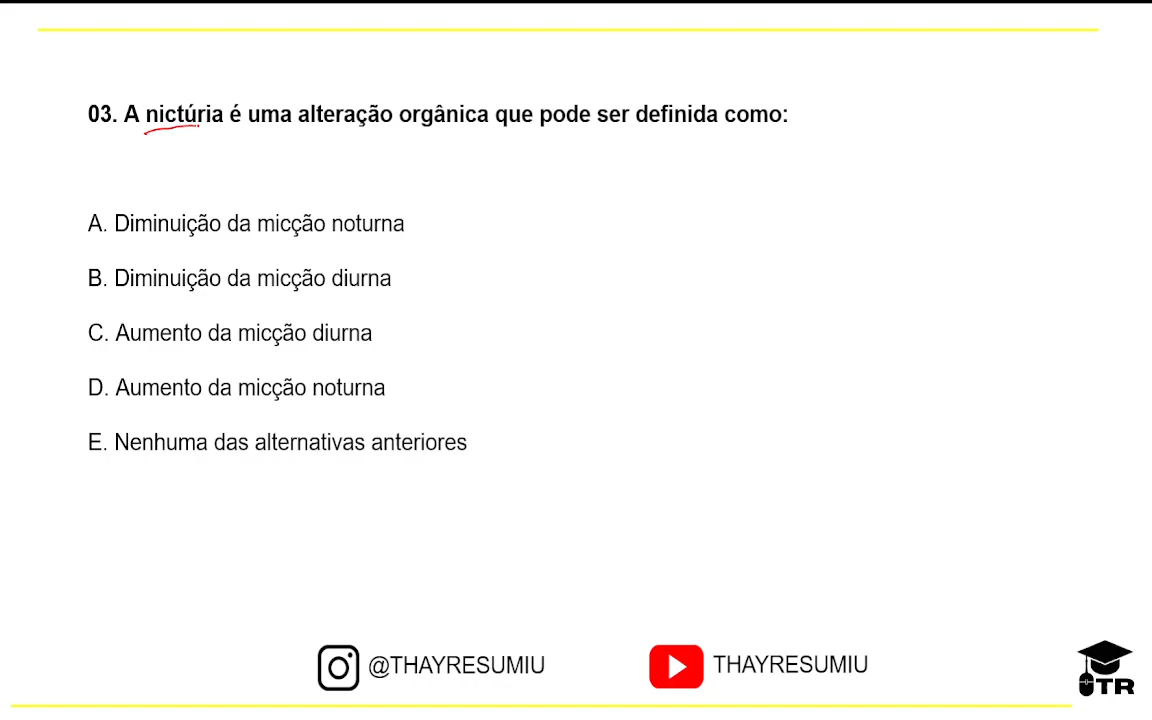 03. A nictúria é uma alteração orgânica que pode ser definida como:
A. Diminuição da micção noturna
B. Diminuição da micção diurna
C. Aumento da micção diurna
D. Aumento da micção noturna
E. Nenhuma das alternativas anteriores
@THAYRESUMIU
THAYRESUMIU
TR